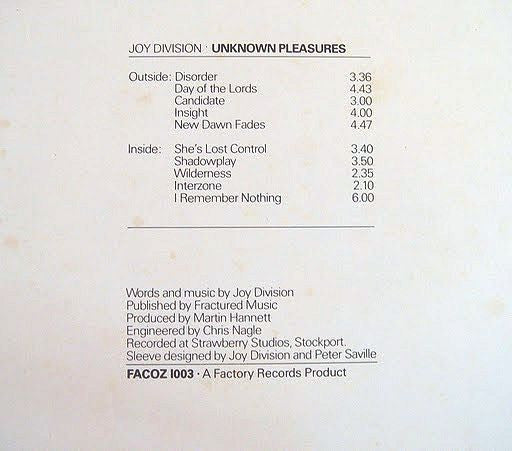 JOY DIVISION · UNKNOWN PLEASURES
Outside: Disorder 3.36
Day of the Lords 4.43
Candidate 3.00
Insight 4.00
New Dawn Fades 4.47
Inside: She's Lost Control 3.40
Shadowplay 3.50
Wilderness 2.35
Interzone 2.10
I Remember Nothing 6.00
Words and music by Joy Division
Published by Fractured Music
Produced by Martin Hannett
Engineered by Chris Nagle
Recorded at Strawberry Studios, Stockport.
Sleeve designed by Joy Division and Peter Saville
FACOZ I003 · A Factory Records Product